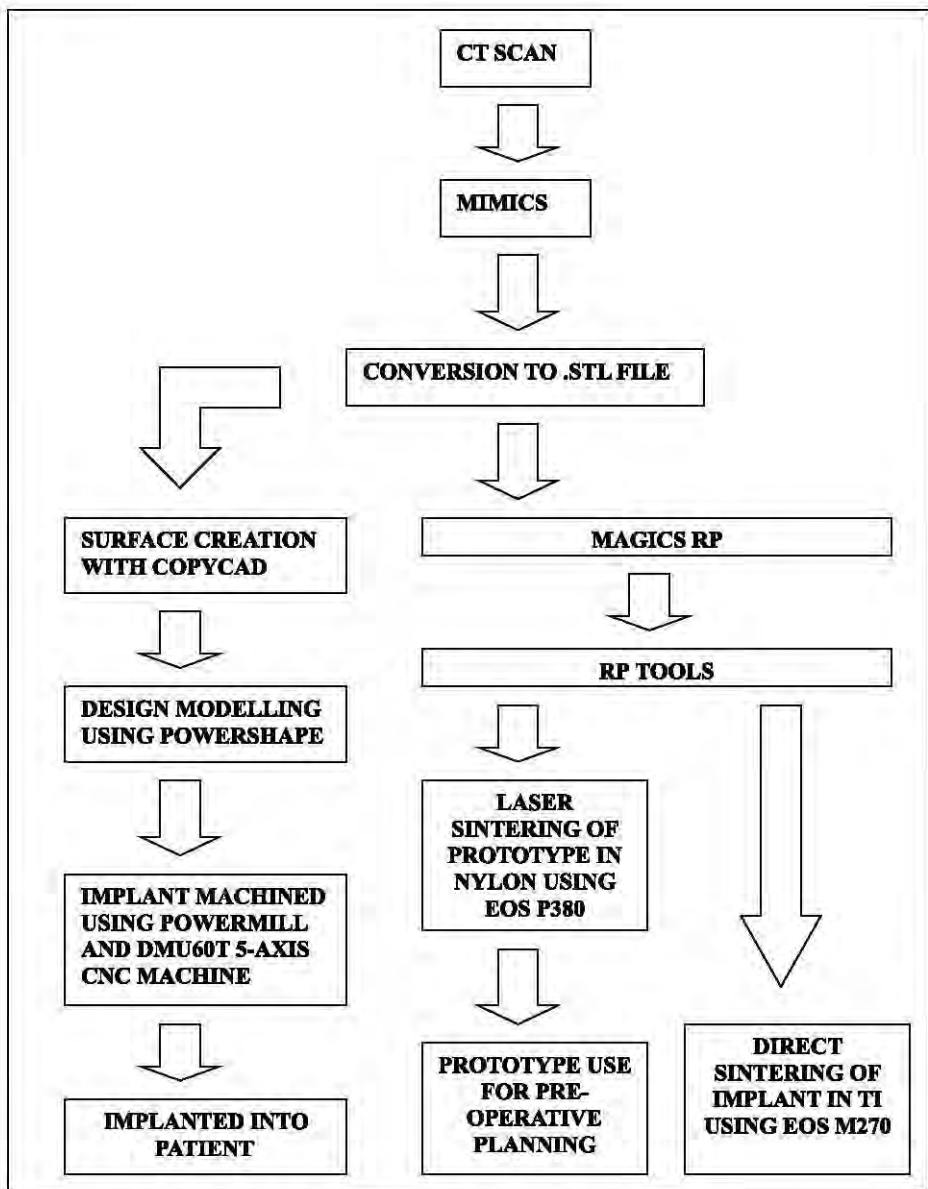 CT SCAN
MIMICS
CONVERSION TO .STL FILE
SURFACE CREATION
WITH COPYCAD
DESIGN MODELLING
USING POWERSHAPE
IMPLANT MACHINED
USING POWERMILL
AND DMU60T 5-AXIS
CNC MACHINE
IMPLANTED INTO
PATIENT
MAGICS RP
RP TOOLS
LASER
SINTERING OF
PROTOTYPE IN
NYLON USING
EOS P380
PROTOTYPE USE
FOR PRE-
OPERATIVE
PLANNING
DIRECT
SINTERING OF
IMPLANT IN TI
USING EOS M270